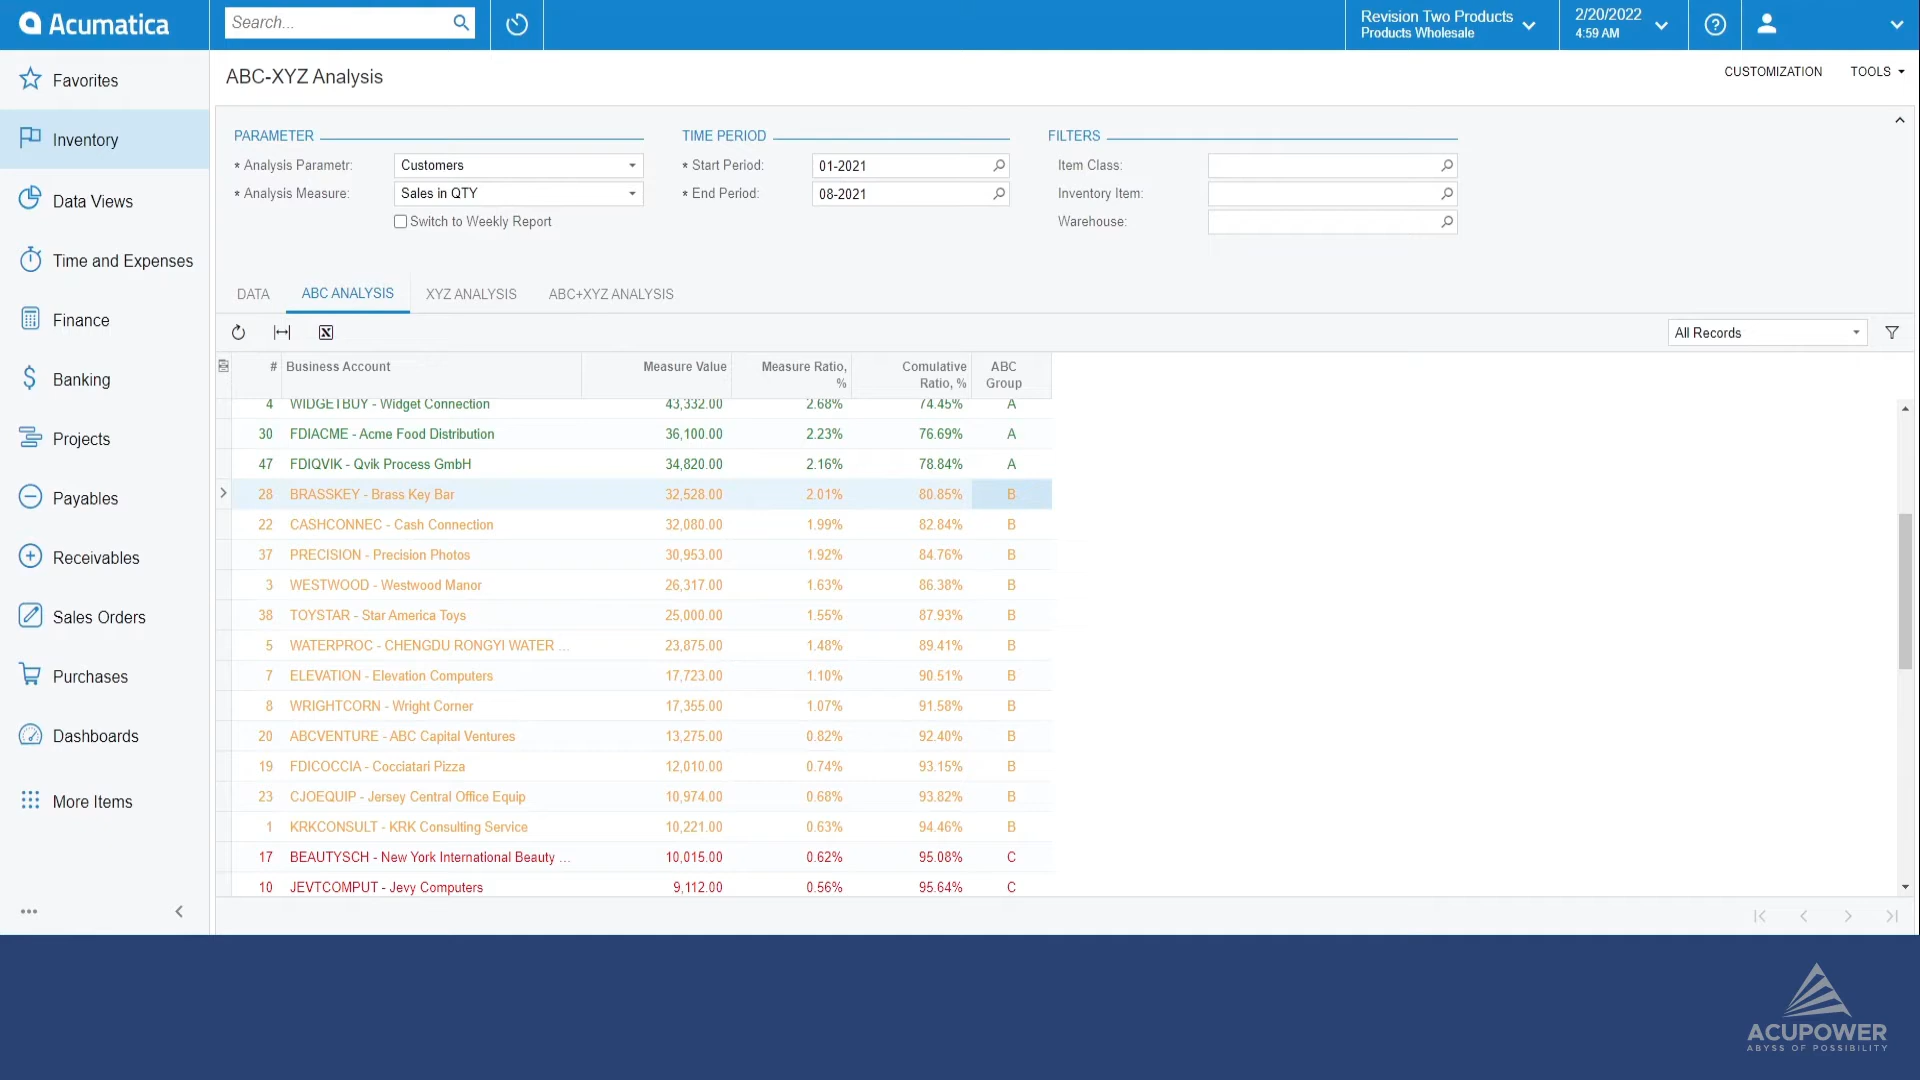 Acumatica
Search...
Revision Two Products
Products Wholesale
2/20/2022
4:59 AM
Favorites
Inventory
Data Views
Time and Expenses
Finance
Banking
Projects
Payables
Receivables
Sales Orders
Purchases
Dashboards
More Items
ABC-XYZ Analysis
CUSTOMIZATION TOOLS
PARAMETER
* Analysis Parametr: Customers
* Analysis Measure: Sales in QTY
Switch to Weekly Report
TIME PERIOD
* Start Period: 01-2021
* End Period: 08-2021
FILTERS
Item Class:
Inventory Item:
Warehouse:
DATA ABC ANALYSIS XYZ ANALYSIS ABC+XYZ ANALYSIS
All Records
# Business Account Measure Value Measure Ratio, % Cumulative Ratio, % ABC Group
4 WIDGETBUY - Widget Connection 43,332.00 2.68% 74.45% A
30 FDIACME - Acme Food Distribution 36,100.00 2.23% 76.69% A
47 FDIQVIK - Qvik Process GmbH 34,820.00 2.16% 78.84% A
28 BRASSKEY - Brass Key Bar 32,528.00 2.01% 80.85% B
22 CASHCONNEC - Cash Connection 32,080.00 1.99% 82.84% B
37 PRECISION - Precision Photos 30,953.00 1.92% 84.76% B
3 WESTWOOD - Westwood Manor 26,317.00 1.63% 86.38% B
38 TOYSTAR - Star America Toys 25,000.00 1.55% 87.93% B
5 WATERPROC - CHENGDU RONGYI WATER ... 23,875.00 1.48% 89.41% B
7 ELEVATION - Elevation Computers 17,723.00 1.10% 90.51% B
8 WRIGHTCORN - Wright Corner 17,355.00 1.07% 91.58% B
20 ABCVENTURE - ABC Capital Ventures 13,275.00 0.82% 92.40% B
19 FDICOCCIA - Cocciatari Pizza 12,010.00 0.74% 93.15% B
23 CJOEQUIP - Jersey Central Office Equip 10,974.00 0.68% 93.82% B
1 KRKCONSULT - KRK Consulting Service 10,221.00 0.63% 94.46% B
17 BEAUTYSCH - New York International Beauty ... 10,015.00 0.62% 95.08% C
10 JEVTCOMPUT - Jevy Computers 9,112.00 0.56% 95.64% C
ACUPOWER
ABYSS OF POSSIBILITY